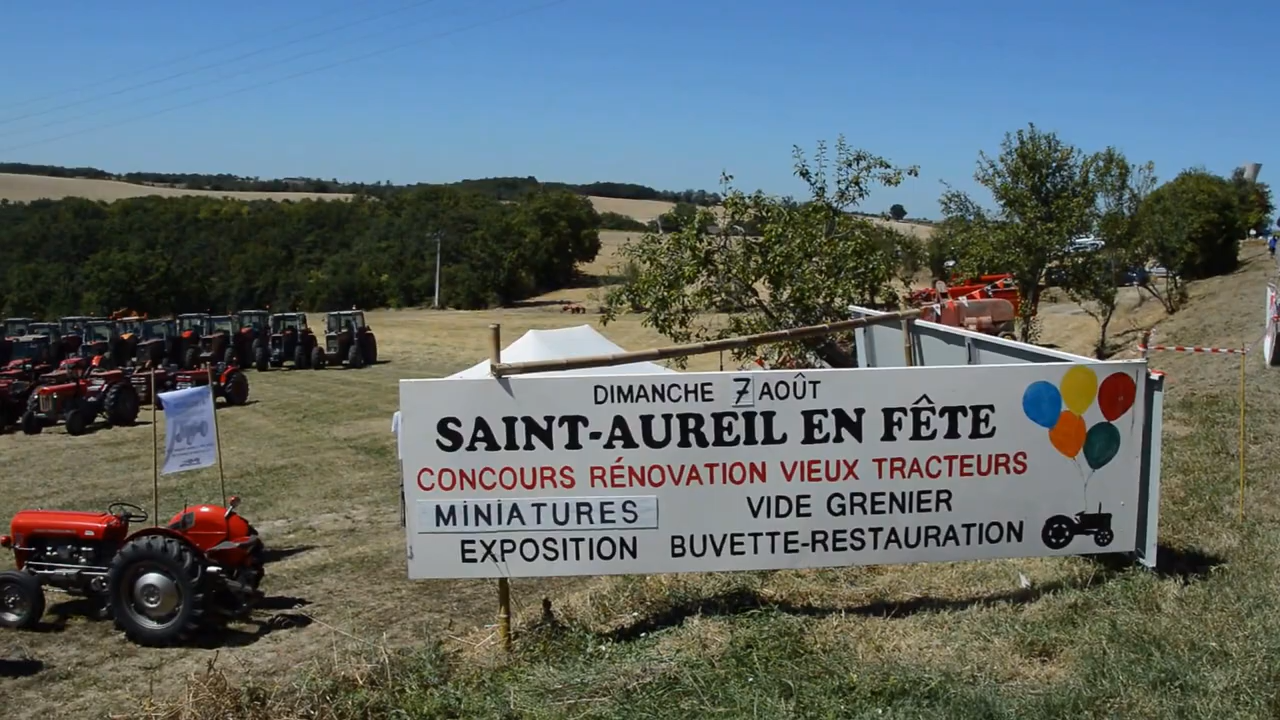 DIMANCHE 7 AOÛT
SAINT-AUREIL EN FÊTE
CONCOURS RÉNOVATION VIEUX TRACTEURS
MINIATURES VIDE GRENIER
EXPOSITION BUVETTE-RESTAURATION